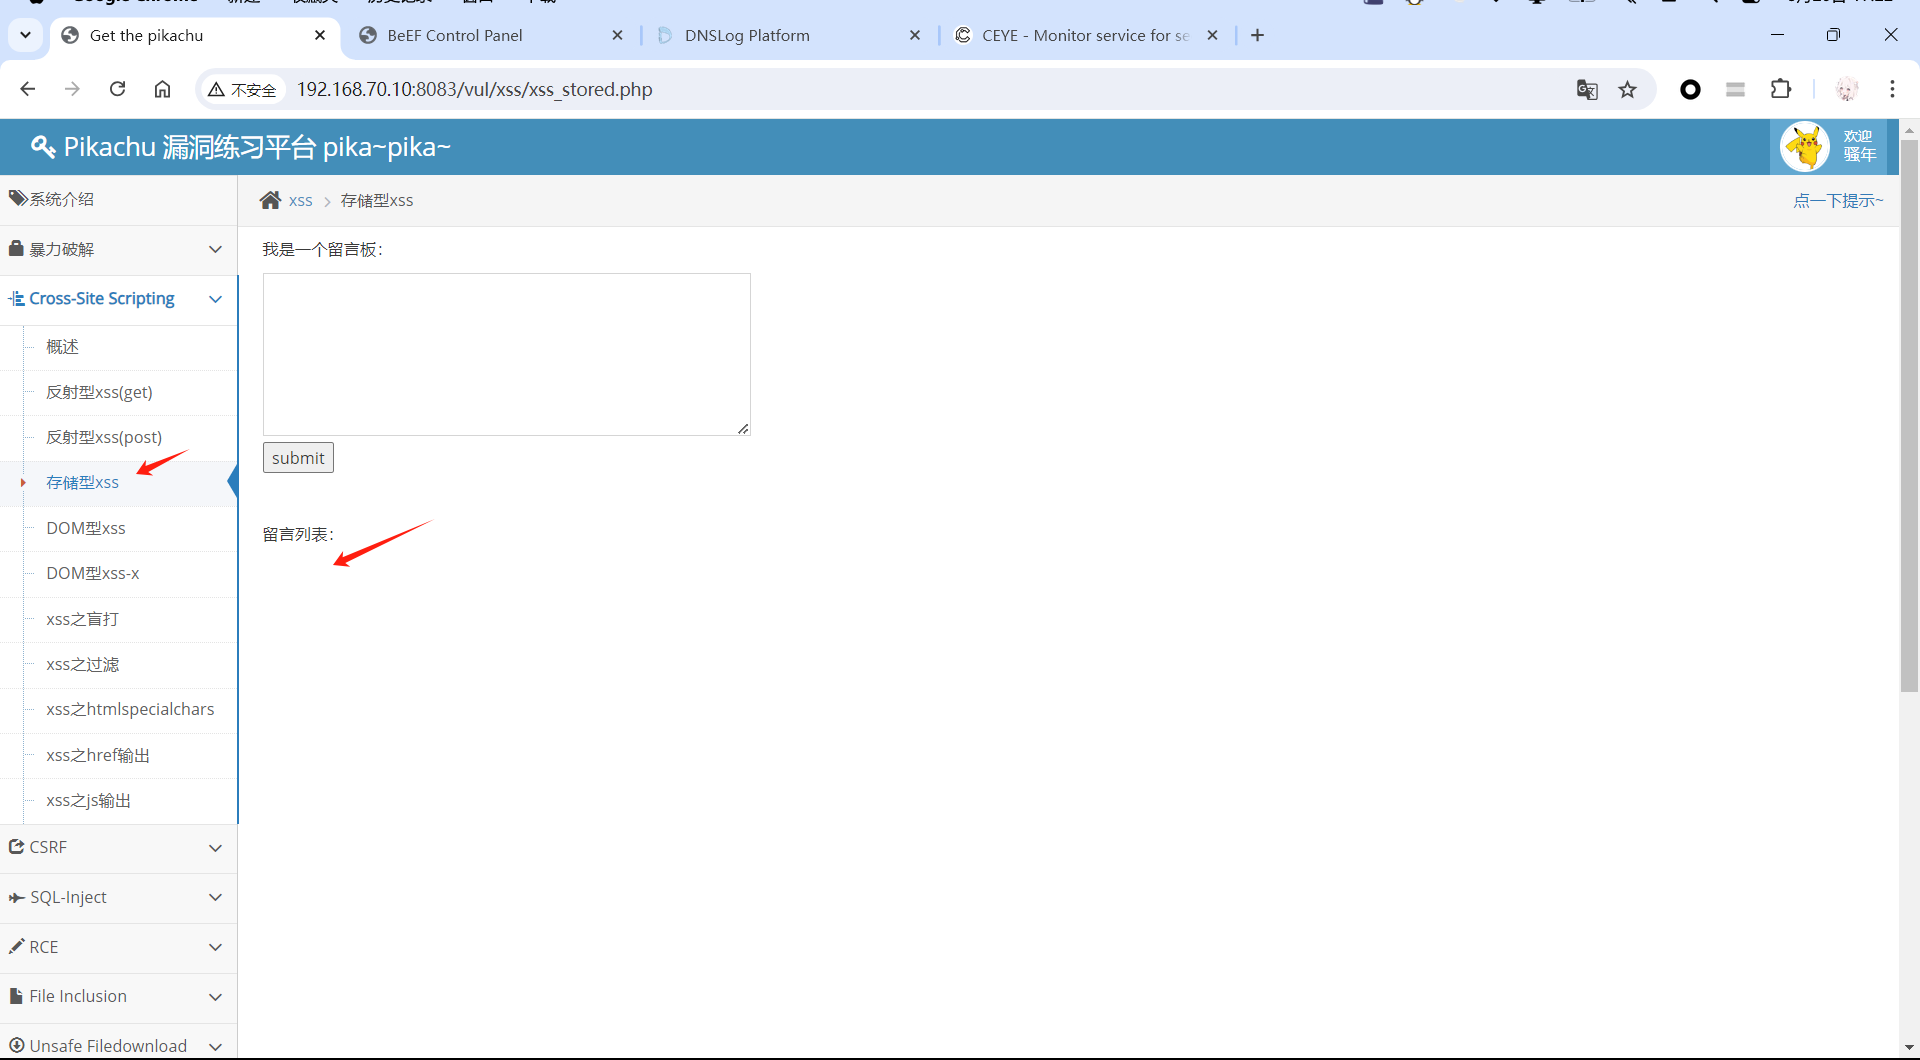 Get the pikachu
BeEF Control Panel
DNSLog Platform
CEYE - Monitor service for se
不安全
192.168.70.10:8083/vul/xss/xss_stored.php
Pikachu 漏洞练习平台 pika~pika~
欢迎
骚年
系统介绍
xss
存储型xss
点一下提示~
暴力破解
我是一个留言板：
Cross-Site Scripting
概述
反射型xss(get)
反射型xss(post)
submit
存储型xss
DOM型xss
留言列表：
DOM型xss-x
xss之盲打
xss之过滤
xss之htmlspecialchars
xss之href输出
xss之js输出
CSRF
SQL-Inject
RCE
File Inclusion
Unsafe Filedownload